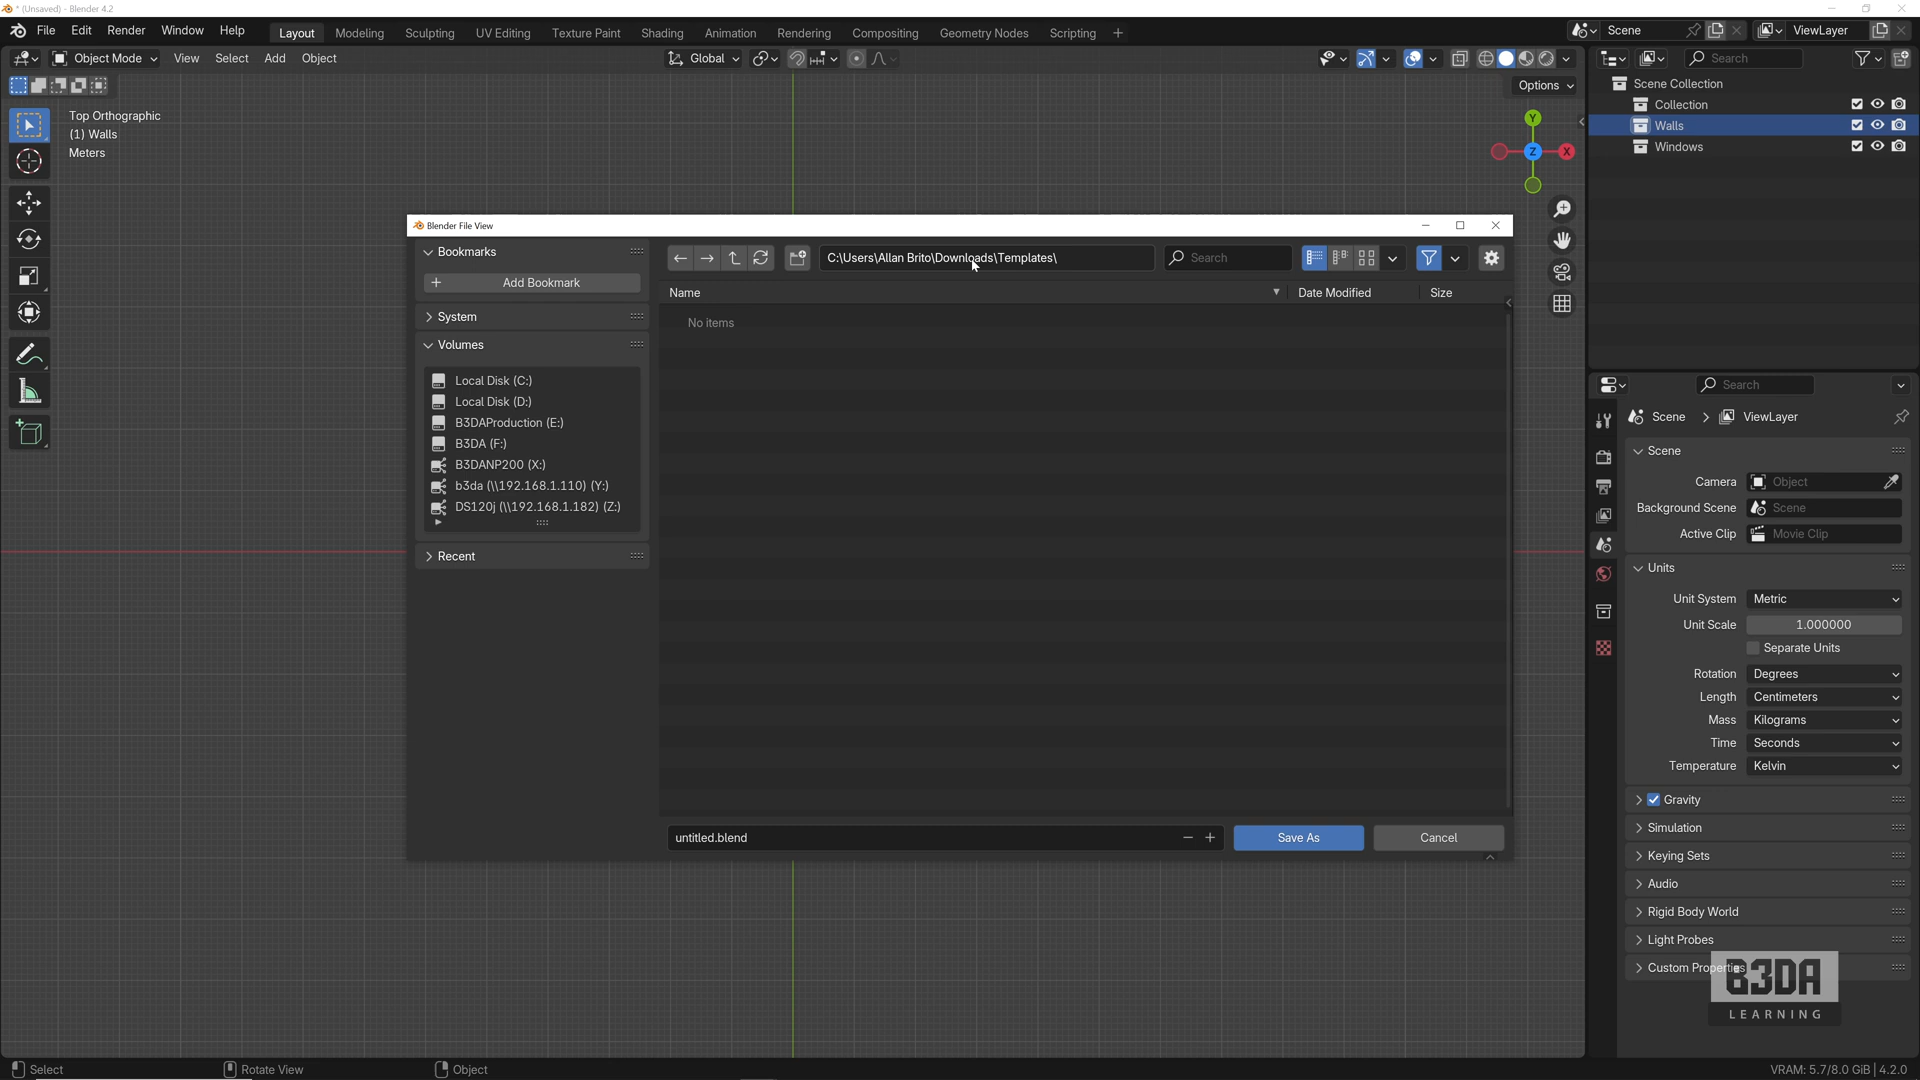 * (Unsaved) - Blender 4.2
File Edit Render Window Help Layout Modeling Sculpting UV Editing Texture Paint Shading Animation Rendering Compositing Geometry Nodes Scripting +
Scene
ViewLayer
Object Mode View Select Add Object
Global
Search
Options
Top Orthographic
(1) Walls
Meters
Y
Z
X
Scene Collection
Collection
Walls
Windows
Blender File View
Bookmarks
Add Bookmark
System
Volumes
Local Disk (C:)
Local Disk (D:)
B3DAProduction (E:)
B3DA (F:)
B3DANP200 (X:)
b3da (\\192.168.1.110) (Y:)
DS120j (\\192.168.1.182) (Z:)
Recent
C:\Users\Allan Brito\Downloads\Templates\
Search
Name Date Modified Size
No items
untitled.blend
Save As
Cancel
Search
Scene ViewLayer
Scene
Camera Object
Background Scene Scene
Active Clip Movie Clip
Units
Unit System Metric
Unit Scale 1.000000
Separate Units
Rotation Degrees
Length Centimeters
Mass Kilograms
Time Seconds
Temperature Kelvin
Gravity
Simulation
Keying Sets
Audio
Rigid Body World
Light Probes
Custom Properties
B3DA
LEARNING
Select Rotate View Object
VRAM: 5.7/8.0 GiB | 4.2.0